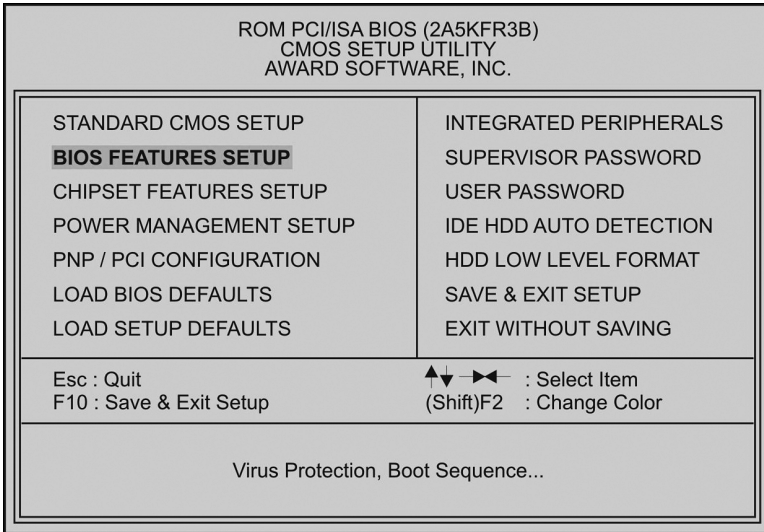 ROM PCI/ISA BIOS (2A5KFR3B)
CMOS SETUP UTILITY
AWARD SOFTWARE, INC.
STANDARD CMOS SETUP
BIOS FEATURES SETUP
CHIPSET FEATURES SETUP
POWER MANAGEMENT SETUP
PNP / PCI CONFIGURATION
LOAD BIOS DEFAULTS
LOAD SETUP DEFAULTS
INTEGRATED PERIPHERALS
SUPERVISOR PASSWORD
USER PASSWORD
IDE HDD AUTO DETECTION
HDD LOW LEVEL FORMAT
SAVE & EXIT SETUP
EXIT WITHOUT SAVING
Esc : Quit
F10 : Save & Exit Setup
: Select Item
(Shift)F2 : Change Color
Virus Protection, Boot Sequence...